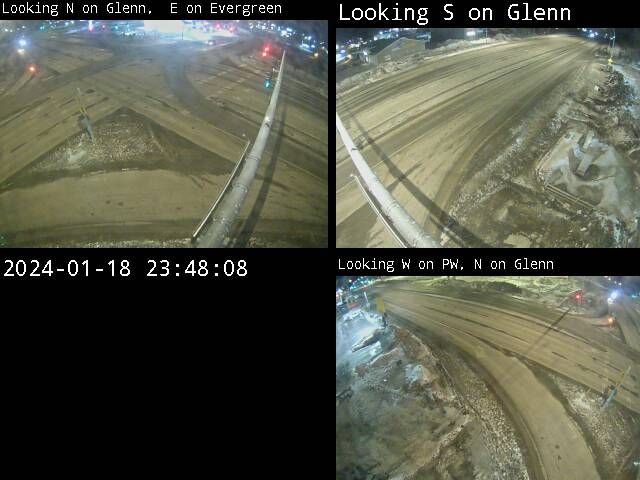 Looking N on Glenn, E on Evergreen
Looking S on Glenn
2024-01-18 23:48:08
Looking W on PW, N on Glenn